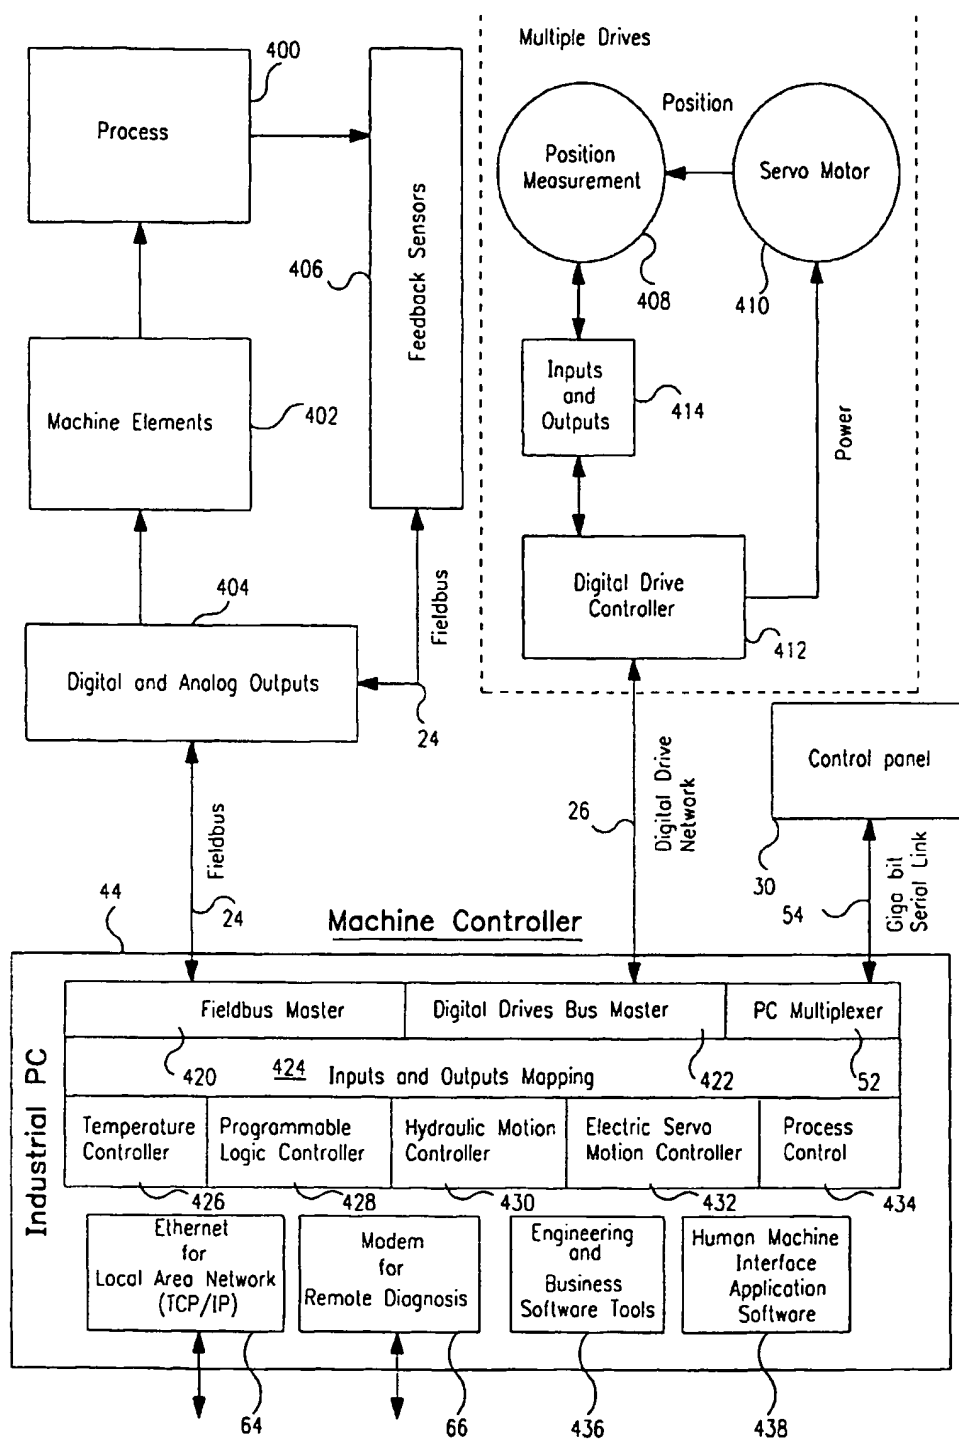 Multiple Drives
400
Process
Position
Position
Measurement
Servo Motor
406
Feedback Sensors
408
410
Machine Elements
402
Inputs
and
Outputs
414
Power
404
Fieldbus
Digital Drive
Controller
412
Digital and Analog Outputs
24
Control panel
26
Digital Drive
Network
Fieldbus
30
54
Giga bit
Serial Link
44
24
Machine Controller
Industrial PC
Fieldbus Master
Digital Drives Bus Master
PC Multiplexer
420
424
Inputs and Outputs Mapping
422
52
Temperature
Controller
Programmable
Logic Controller
Hydraulic Motion
Controller
Electric Servo
Motion Controller
Process
Control
426
428
430
432
434
Ethernet
for
Local Area Network
(TCP/IP)
Modem
for
Remote Diagnosis
Engineering
and
Business
Software Tools
Human Machine
Interface
Application
Software
64
66
436
438